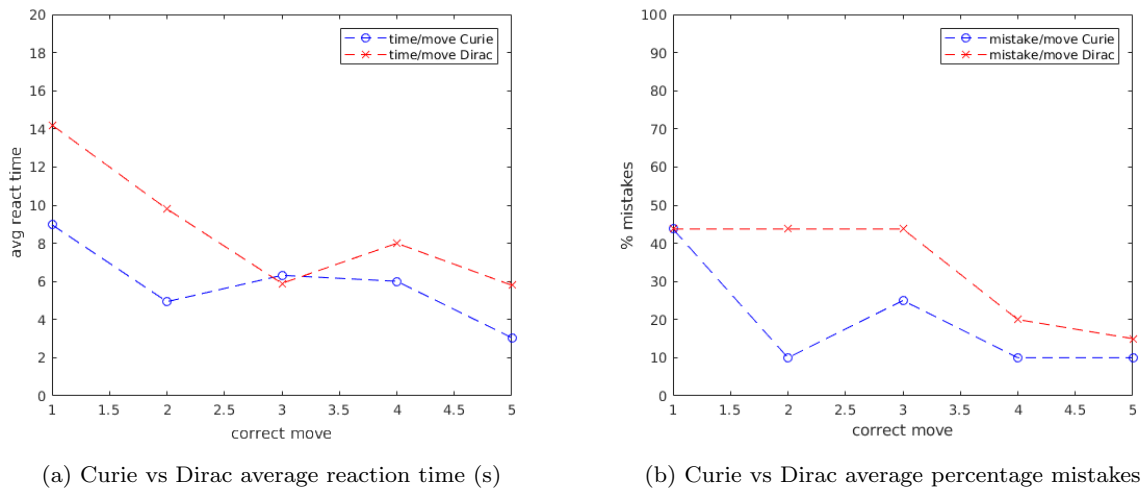 20
18
16
14
12
10
8
6
4
2
0
avg react time
time/move Curie
time/move Dirac
1 1.5 2 2.5 3 3.5 4 4.5 5
correct move
(a) Curie vs Dirac average reaction time (s)
100
90
80
70
60
50
40
30
20
10
0
% mistakes
mistake/move Curie
mistake/move Dirac
1 1.5 2 2.5 3 3.5 4 4.5 5
correct move
(b) Curie vs Dirac average percentage mistakes